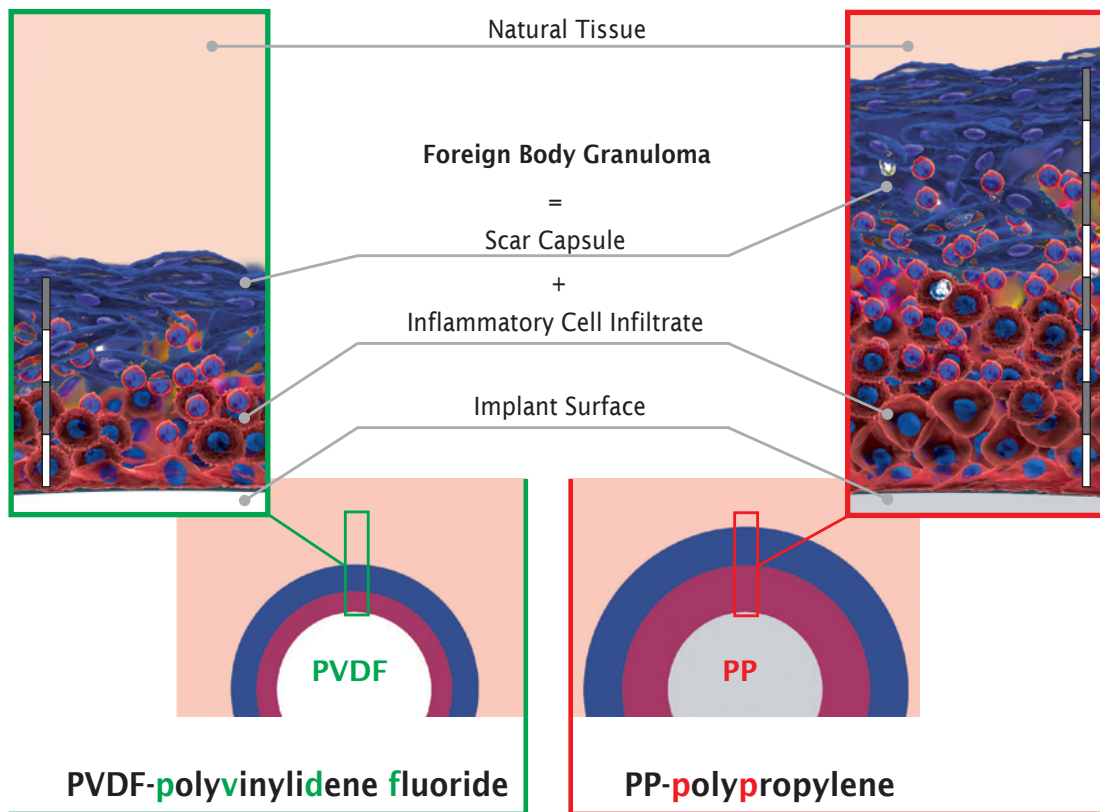 Natural Tissue
Foreign Body Granuloma
=
Scar Capsule
+
Inflammatory Cell Infiltrate
Implant Surface
PVDF
PP
PVDF-polyvinylidene fluoride
PP-polypropylene